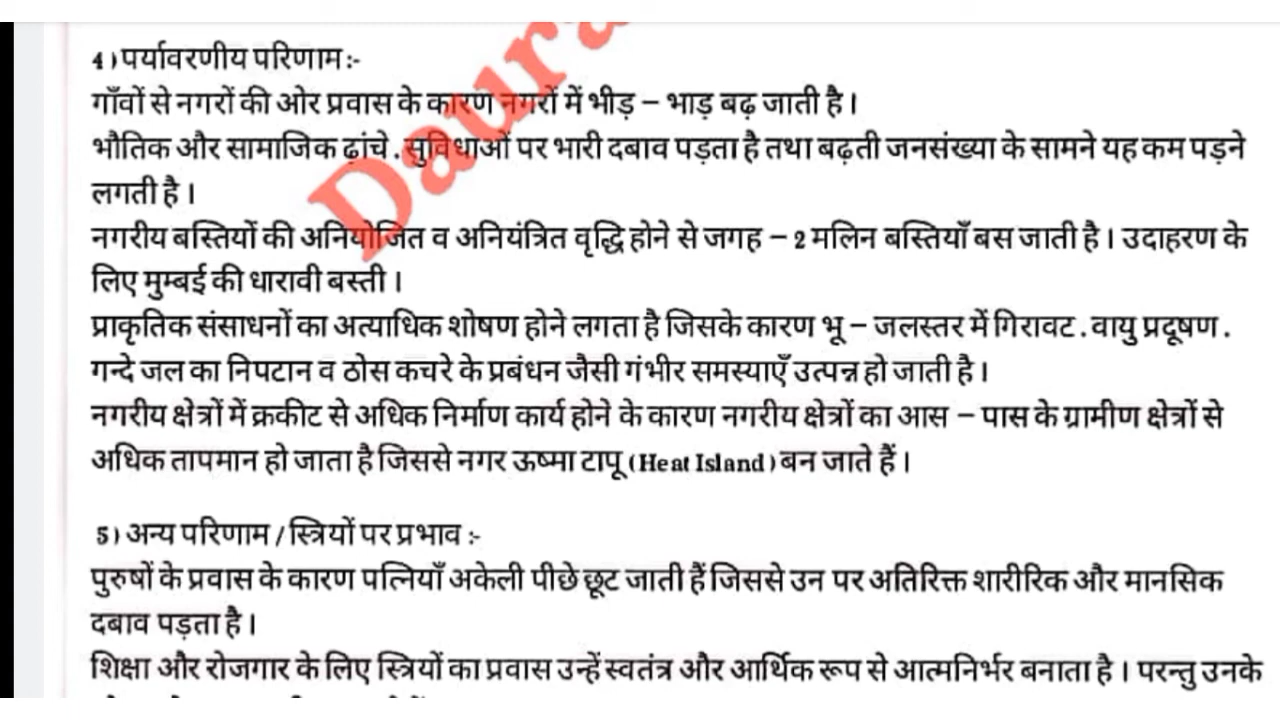 4) पर्यावरणीय परिणाम :-
गाँवों से नगरों की ओर प्रवास के कारण नगरों में भीड़ – भाड़ बढ़ जाती है।
भौतिक और सामाजिक ढ़ांचे . सुविधाओं पर भारी दबाव पड़ता है तथा बढ़ती जनसंख्या के सामने यह कम पड़ने
लगती है।
नगरीय बस्तियों की अनियोजित व अनियंत्रित वृद्धि होने से जगह – 2 मलिन बस्तियाँ बस जाती है। उदाहरण के
लिए मुम्बई की धारावी बस्ती।
प्राकृतिक संसाधनों का अत्याधिक शोषण होने लगता है जिसके कारण भू – जलस्तर में गिरावट . वायु प्रदूषण .
गन्दे जल का निपटान व ठोस कचरे के प्रबंधन जैसी गंभीर समस्याएँ उत्पन्न हो जाती है।
नगरीय क्षेत्रों में क्रकीट से अधिक निर्माण कार्य होने के कारण नगरीय क्षेत्रों का आस – पास के ग्रामीण क्षेत्रों से
अधिक तापमान हो जाता है जिससे नगर ऊष्मा टापू (Heat Island) बन जाते हैं।
5) अन्य परिणाम / स्त्रियों पर प्रभाव :-
पुरुषों के प्रवास के कारण पत्नियाँ अकेली पीछे छूट जाती हैं जिससे उन पर अतिरिक्त शारीरिक और मानसिक
दबाव पड़ता है।
शिक्षा और रोजगार के लिए स्त्रियों का प्रवास उन्हें स्वतंत्र और आर्थिक रूप से आत्मनिर्भर बनाता है। परन्तु उनके
Daura